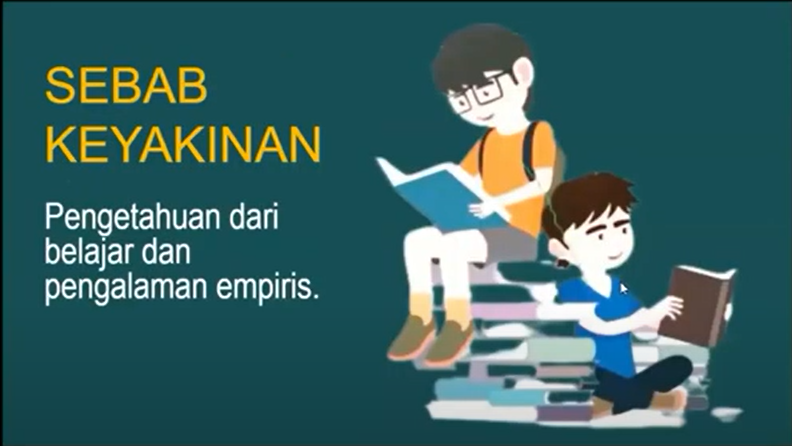 SEBAB
KEYAKINAN
Pengetahuan dari
belajar dan
pengalaman empiris.